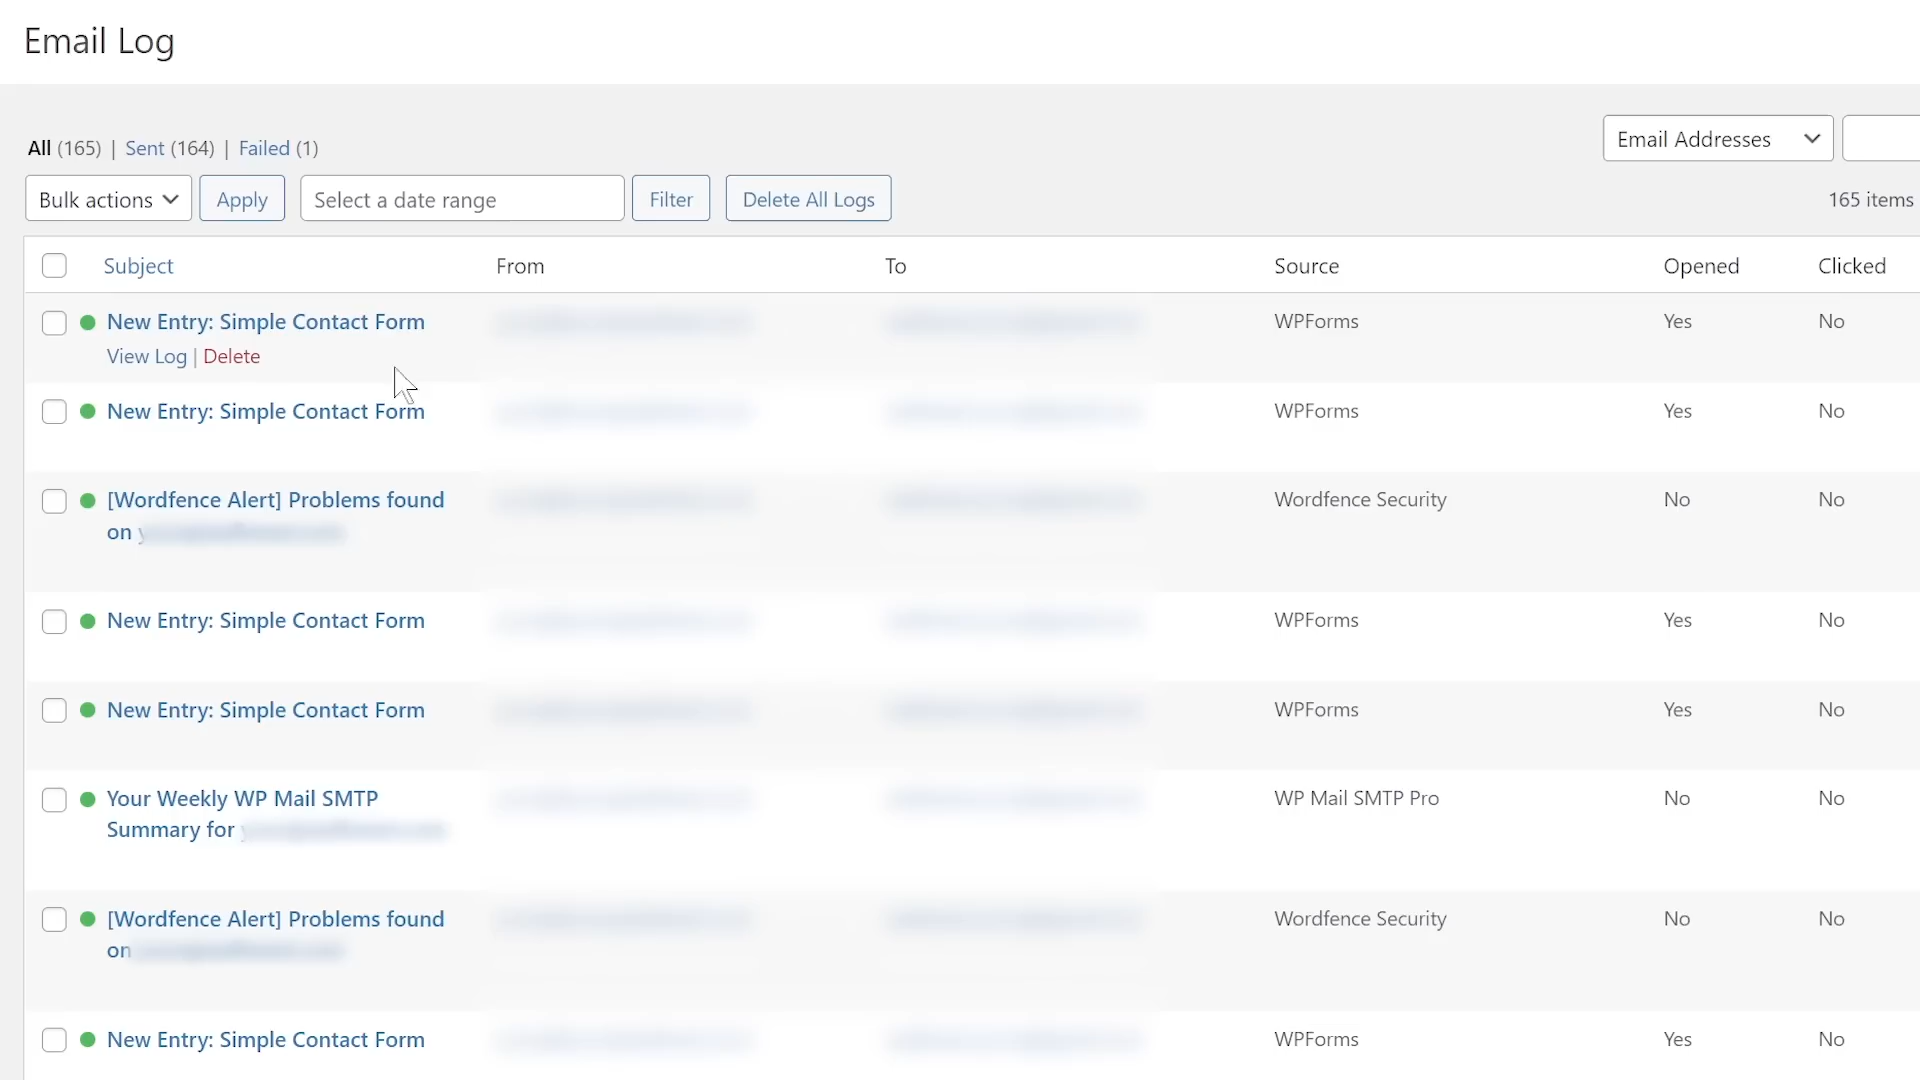 Email Log
All (165) | Sent (164) | Failed (1)
Email Addresses
Bulk actions
Apply
Select a date range
Filter
Delete All Logs
165 items
Subject From To Source Opened Clicked
New Entry: Simple Contact Form WPForms Yes No
View Log | Delete
New Entry: Simple Contact Form WPForms Yes No
[Wordfence Alert] Problems found Wordfence Security No No
on
New Entry: Simple Contact Form WPForms Yes No
New Entry: Simple Contact Form WPForms Yes No
Your Weekly WP Mail SMTP WP Mail SMTP Pro No No
Summary for
[Wordfence Alert] Problems found Wordfence Security No No
on
New Entry: Simple Contact Form WPForms Yes No